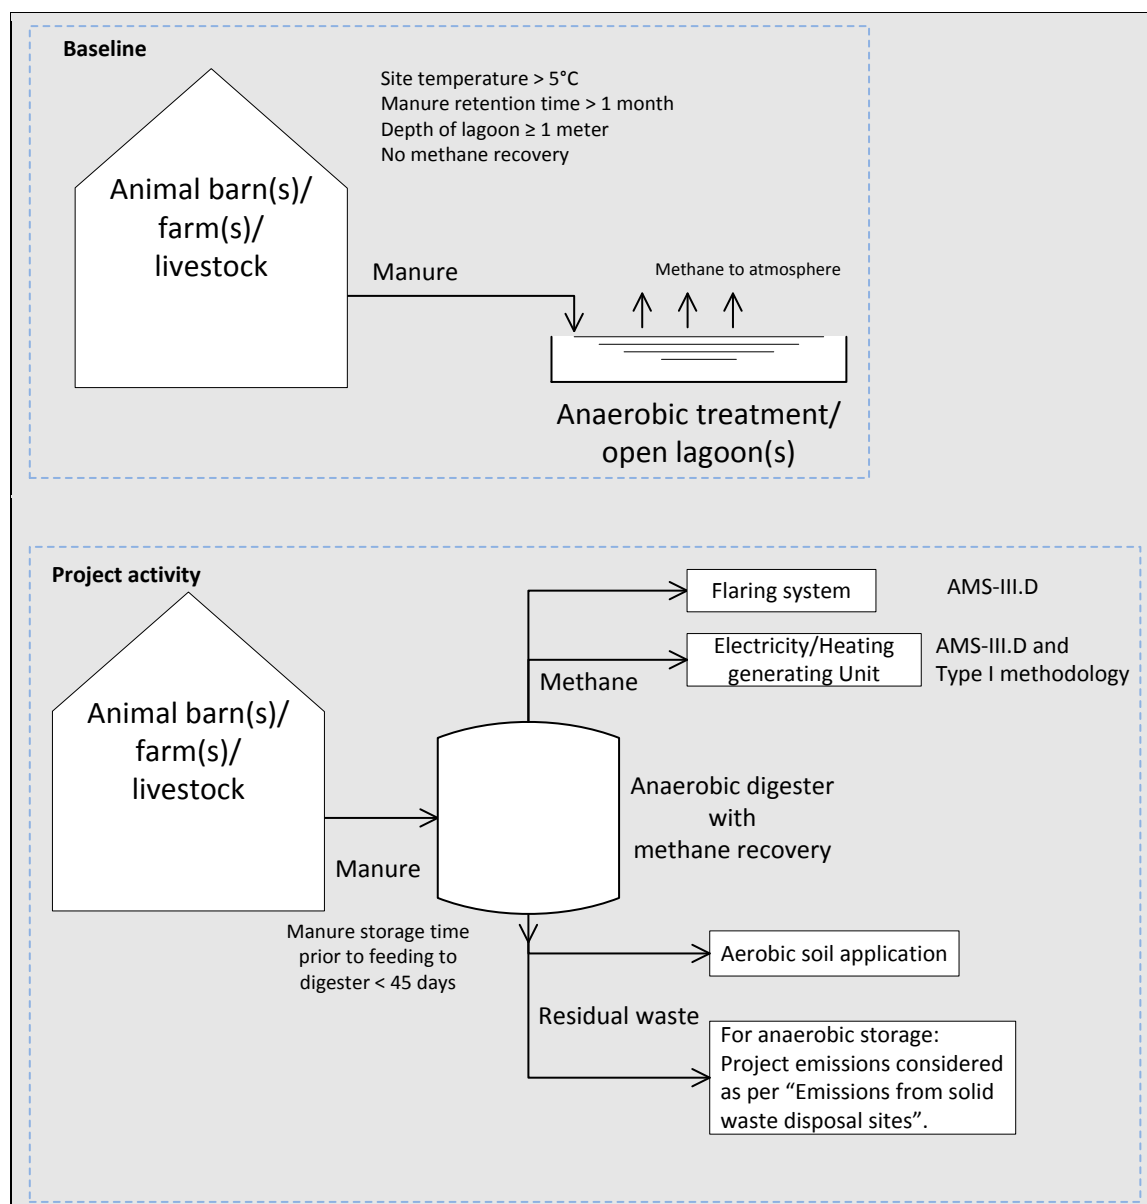 Baseline
Site temperature > 5°C
Manure retention time > 1 month
Depth of lagoon ≥ 1 meter
No methane recovery
Animal barn(s)/
farm(s)/
livestock
Manure
Methane to atmosphere
Anaerobic treatment/
open lagoon(s)
Project activity
Flaring system
AMS-III.D
Electricity/Heating
generating Unit
AMS-III.D and
Type I methodology
Methane
Animal barn(s)/
farm(s)/
livestock
Anaerobic digester
with
methane recovery
Manure
Manure storage time
prior to feeding to
digester < 45 days
Aerobic soil application
Residual waste
For anaerobic storage:
Project emissions considered
as per “Emissions from solid
waste disposal sites”.